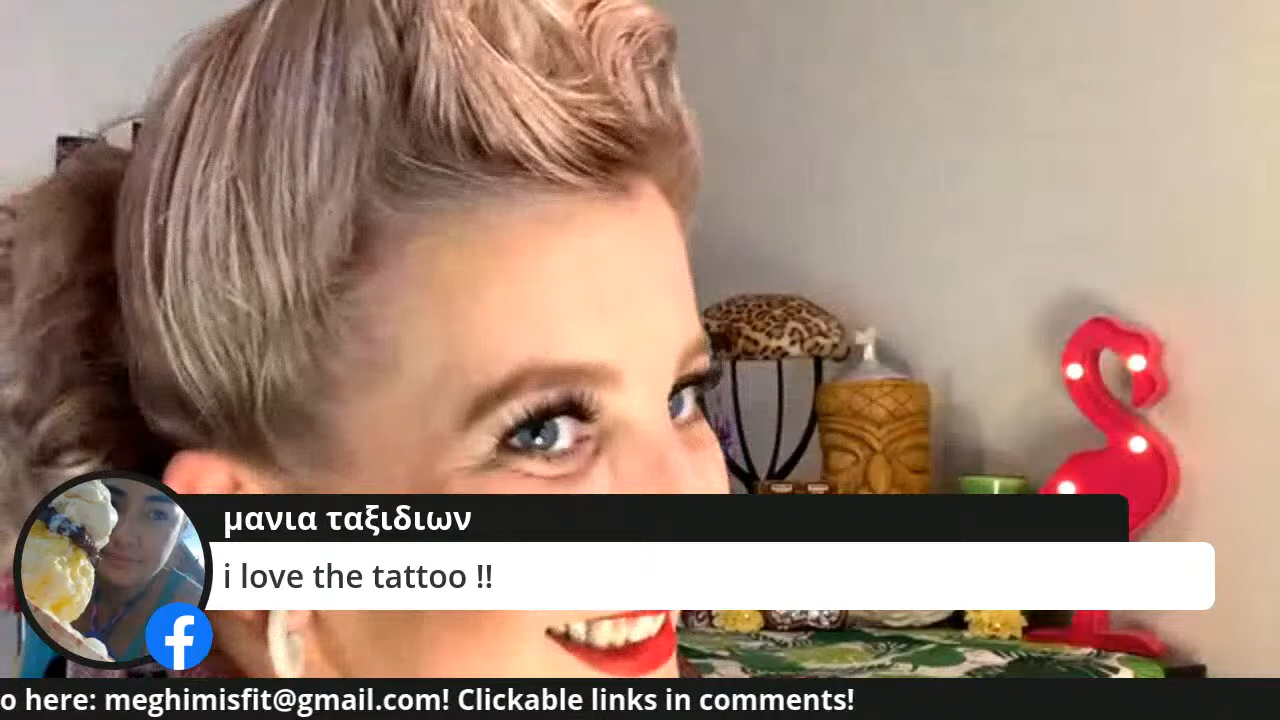 μανια ταξιδιων
i love the tattoo !!
o here: meghimisfit@gmail.com! Clickable links in comments!